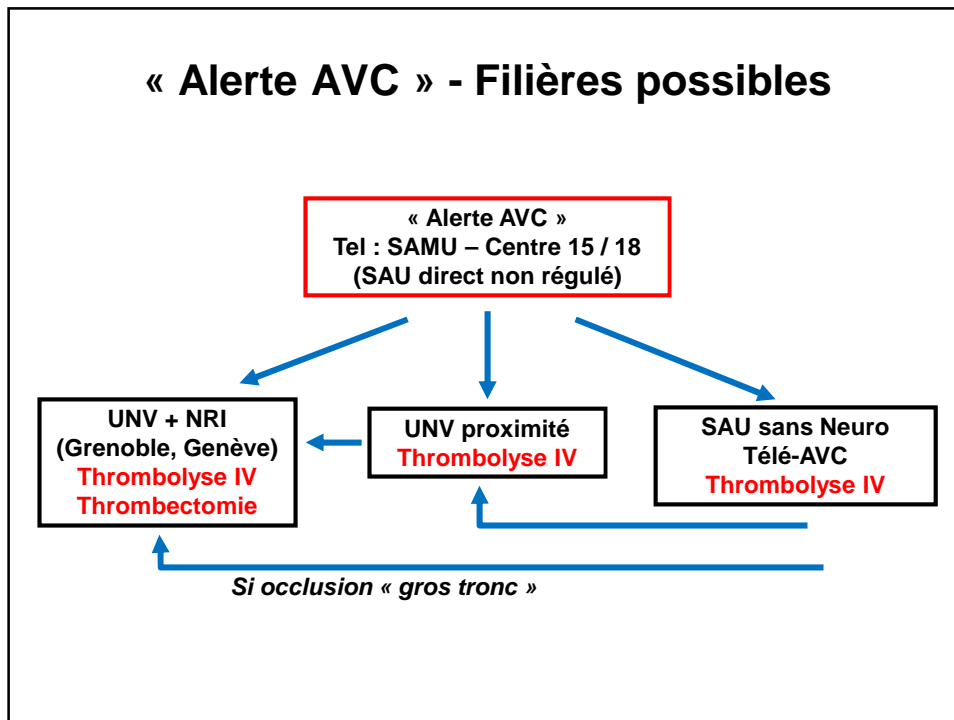 « Alerte AVC » - Filières possibles
« Alerte AVC »
Tel : SAMU – Centre 15 / 18
(SAU direct non régulé)
UNV + NRI
(Grenoble, Genève)
Thrombolyse IV
Thrombectomie
UNV proximité
Thrombolyse IV
SAU sans Neuro
Télé-AVC
Thrombolyse IV
Si occlusion « gros tronc »